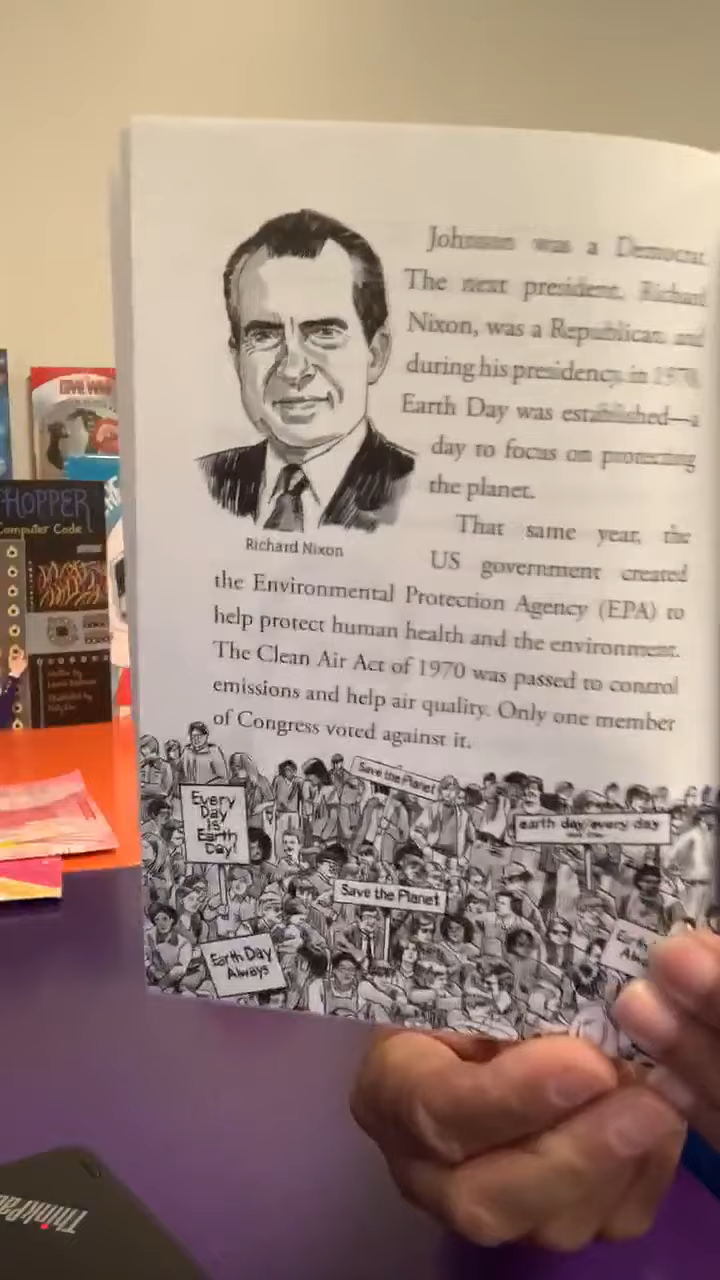 Johnson was a Democrat.
The next president, Richard
Nixon, was a Republican and
during his presidency, in 1970,
Earth Day was established—a
day to focus on protecting
the planet.
Richard Nixon
That same year, the
US government created
the Environmental Protection Agency (EPA) to
help protect human health and the environment.
The Clean Air Act of 1970 was passed to control
emissions and help air quality. Only one member
of Congress voted against it.
Save the Planet
Every
Day
is
Earth
Day!
earth day every day
Save the Planet
Earth Day
Always
Earth
HOPPER
Computer Code
ThinkPa